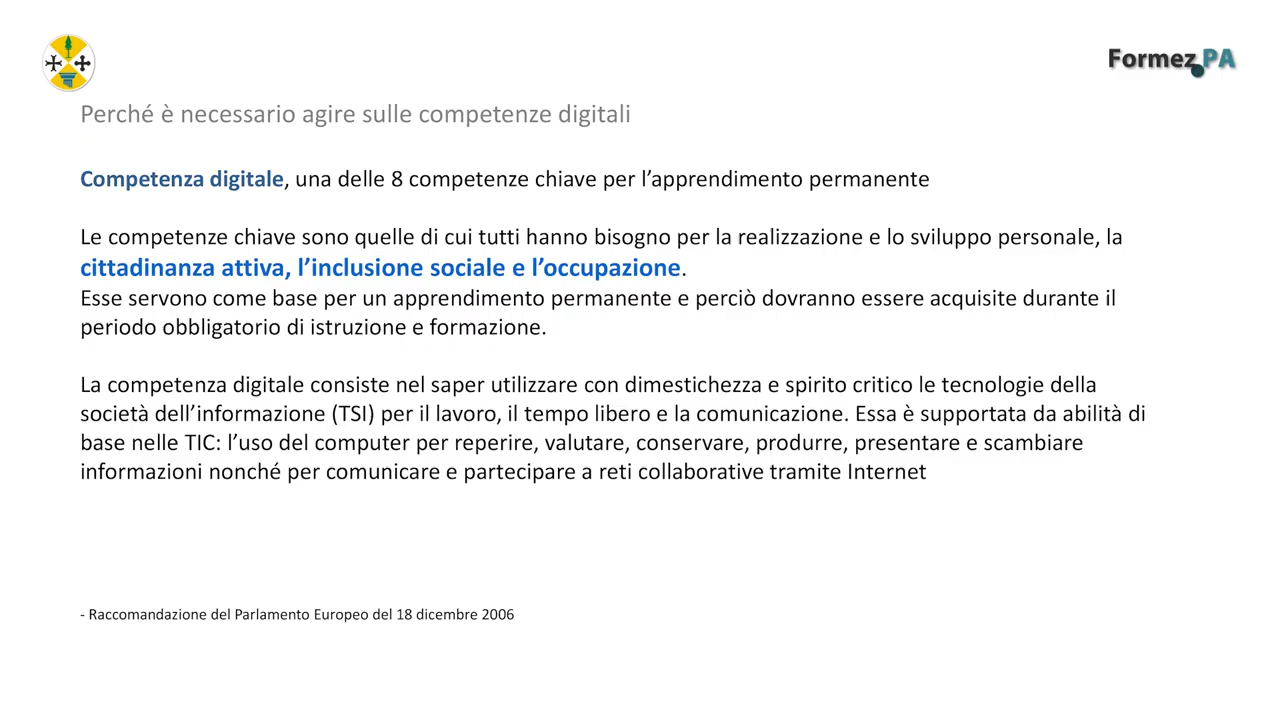 Formez PA
Perché è necessario agire sulle competenze digitali
Competenza digitale, una delle 8 competenze chiave per l’apprendimento permanente
Le competenze chiave sono quelle di cui tutti hanno bisogno per la realizzazione e lo sviluppo personale, la
cittadinanza attiva, l’inclusione sociale e l’occupazione.
Esse servono come base per un apprendimento permanente e perciò dovranno essere acquisite durante il
periodo obbligatorio di istruzione e formazione.
La competenza digitale consiste nel saper utilizzare con dimestichezza e spirito critico le tecnologie della
società dell’informazione (TSI) per il lavoro, il tempo libero e la comunicazione. Essa è supportata da abilità di
base nelle TIC: l’uso del computer per reperire, valutare, conservare, produrre, presentare e scambiare
informazioni nonché per comunicare e partecipare a reti collaborative tramite Internet
- Raccomandazione del Parlamento Europeo del 18 dicembre 2006